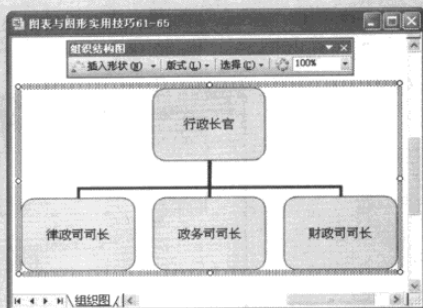 图表与图形实用技巧61-65
组织结构图
插入形状(N) 版式(L) 选择(C) 100%
行政长官
律政司司长 政务司司长 财政司司长
组织图